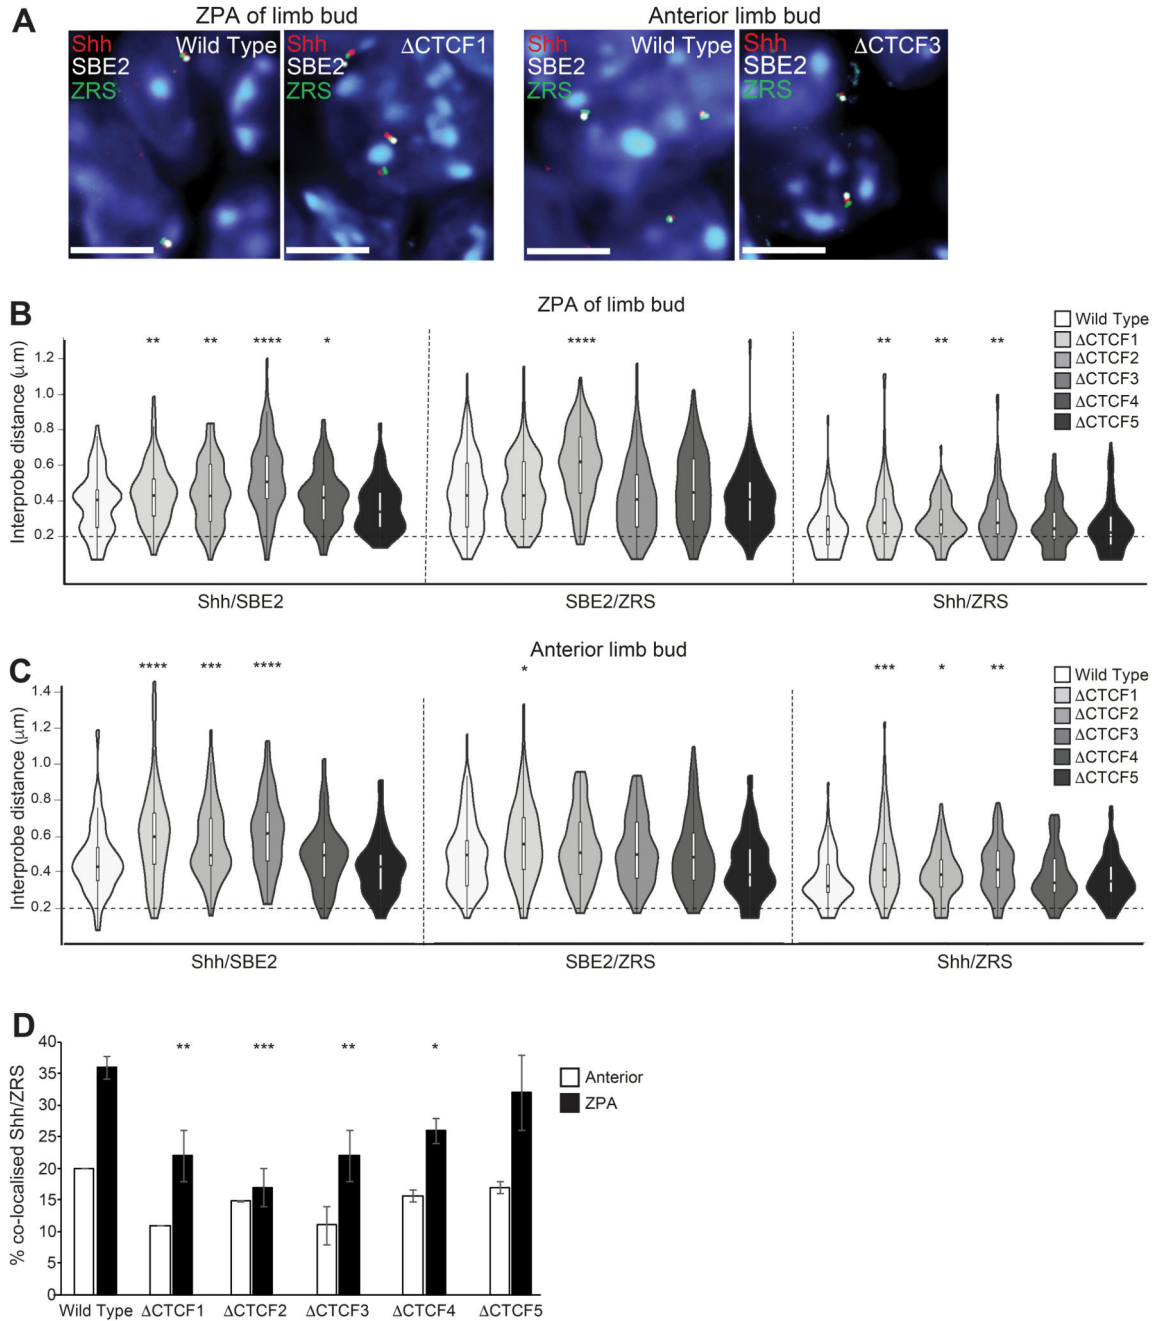 A
ZPA of limb bud
Anterior limb bud
Shh
SBE2
ZRS
Wild Type
Shh
SBE2
ZRS
ΔCTCF1
Shh
SBE2
ZRS
Wild Type
Shh
SBE2
ZRS
ΔCTCF3
B
ZPA of limb bud
Interprobe distance (μm)
1.2
1.0
0.8
0.6
0.4
0.2
** ** **** *
****
** ** **
Wild Type
ΔCTCF1
ΔCTCF2
ΔCTCF3
ΔCTCF4
ΔCTCF5
Shh/SBE2
SBE2/ZRS
Shh/ZRS
C
Anterior limb bud
Interprobe distance (μm)
1.4
1.2
1.0
0.8
0.6
0.4
0.2
**** *** ****
*
*** * **
Wild Type
ΔCTCF1
ΔCTCF2
ΔCTCF3
ΔCTCF4
ΔCTCF5
Shh/SBE2
SBE2/ZRS
Shh/ZRS
D
% co-localised Shh/ZRS
40
35
30
25
20
15
10
5
0
** *** ** *
Anterior
ZPA
Wild Type ΔCTCF1 ΔCTCF2 ΔCTCF3 ΔCTCF4 ΔCTCF5